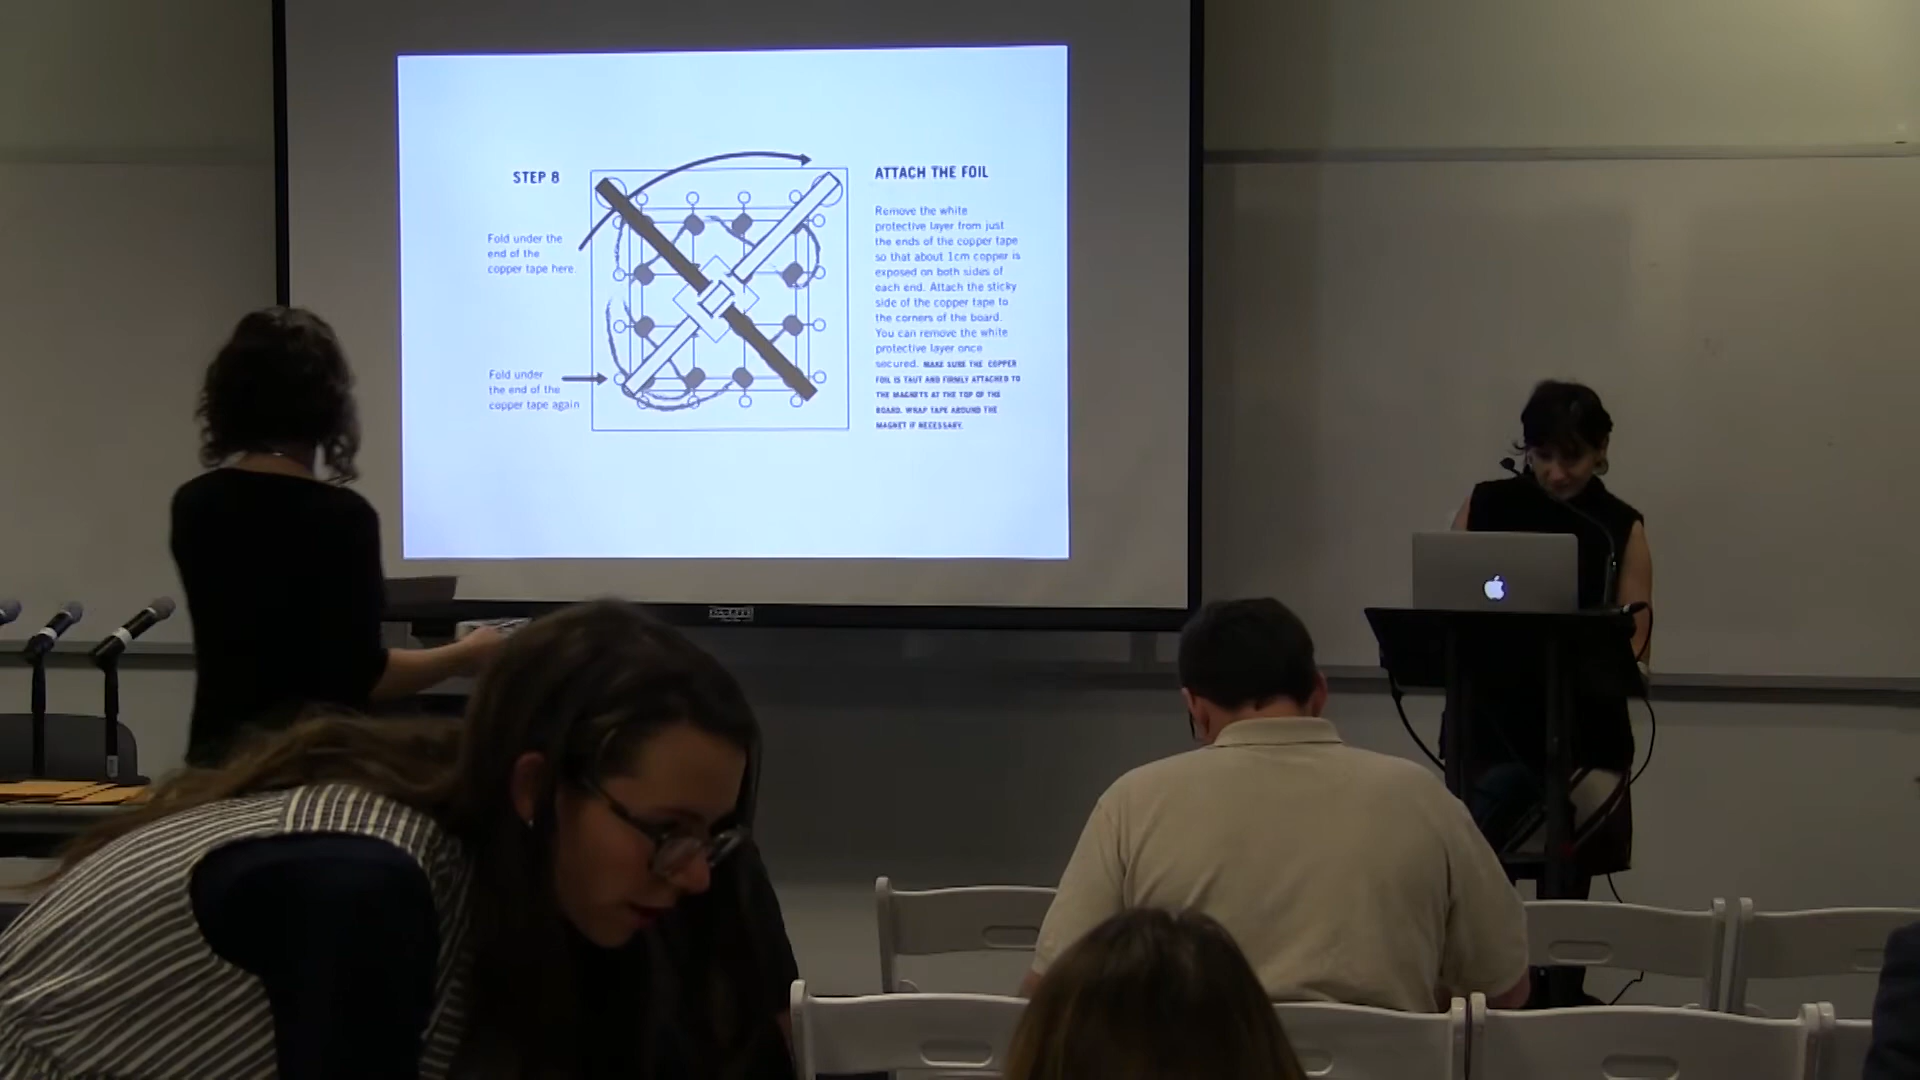 STEP 8
Fold under the
end of the
copper tape here.
Fold under
the end of the
copper tape again
ATTACH THE FOIL
Remove the white
protective layer from just
the ends of the copper tape
so that about 1cm copper is
exposed on both sides of
each end. Attach the sticky
side of the copper tape to
the corners of the board.
You can remove the white
protective layer once
secured. MAKE SURE THE COPPER
FOIL IS TAUT AND FIRMLY ATTACHED TO
THE MAGNETS AT THE TOP OF THE
BOARD. WRAP TAPE AROUND THE
MAGNET IF NECESSARY.